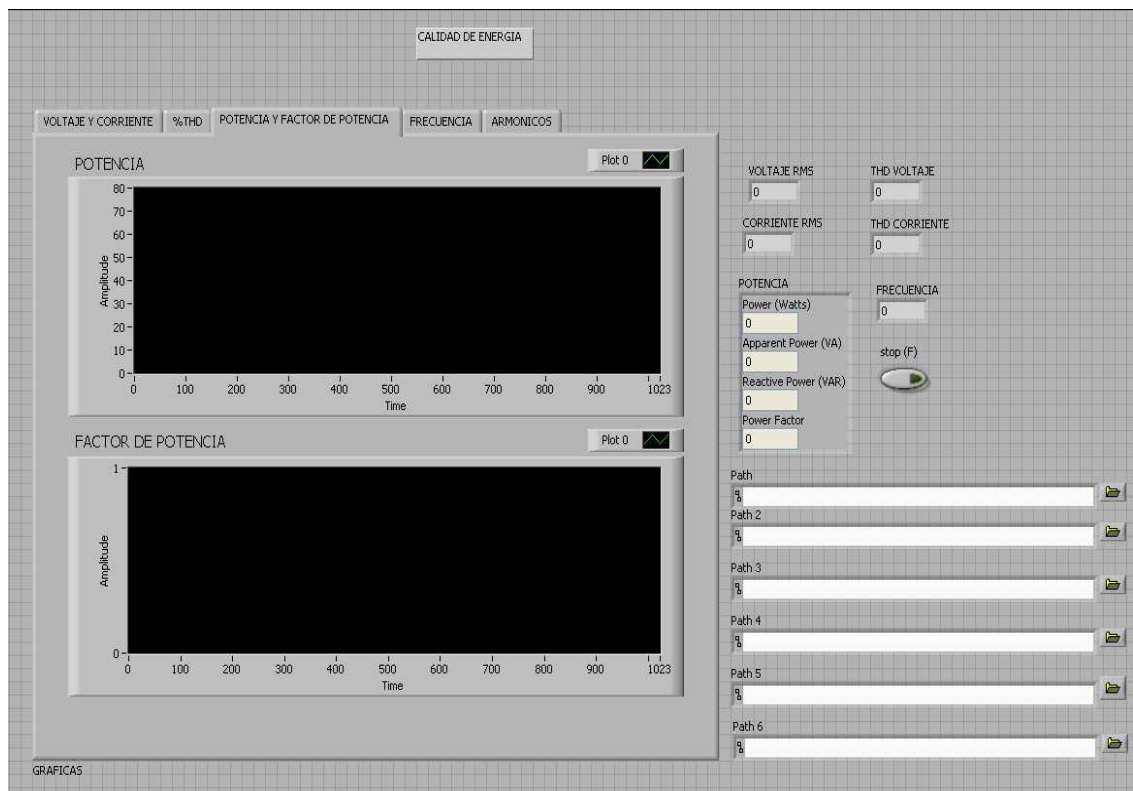 CALIDAD DE ENERGIA
VOLTAJE Y CORRIENTE
%THD
POTENCIA Y FACTOR DE POTENCIA
FRECUENCIA
ARMONICOS
POTENCIA
Plot 0
80
70
60
50
40
30
20
10
0
Amplitude
0 100 200 300 400 500 600 700 800 900 1023
Time
FACTOR DE POTENCIA
Plot 0
1
0
Amplitude
0 100 200 300 400 500 600 700 800 900 1023
Time
GRAFICAS
VOLTAJE RMS
0
THD VOLTAJE
0
CORRIENTE RMS
0
THD CORRIENTE
0
POTENCIA
Power (Watts)
0
Apparent Power (VA)
0
Reactive Power (VAR)
0
Power Factor
0
FRECUENCIA
0
stop (F)
Path
Path 2
Path 3
Path 4
Path 5
Path 6